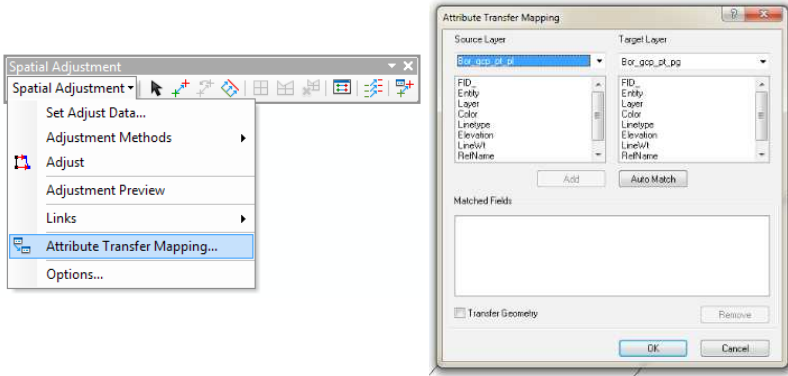 Spatial Adjustment
Spatial Adjustment
Set Adjust Data...
Adjustment Methods
Adjust
Adjustment Preview
Links
Attribute Transfer Mapping...
Options...
Attribute Transfer Mapping
Source Layer Target Layer
Bor_gcp_pt_pl Bor_gcp_pt_pg
FID_ FID_
Entity Entity
Layer Layer
Color Color
Linetype Linetype
Elevation Elevation
LineWt LineWt
RefName RefName
Add Auto Match
Matched Fields
Transfer Geometry Remove
OK Cancel